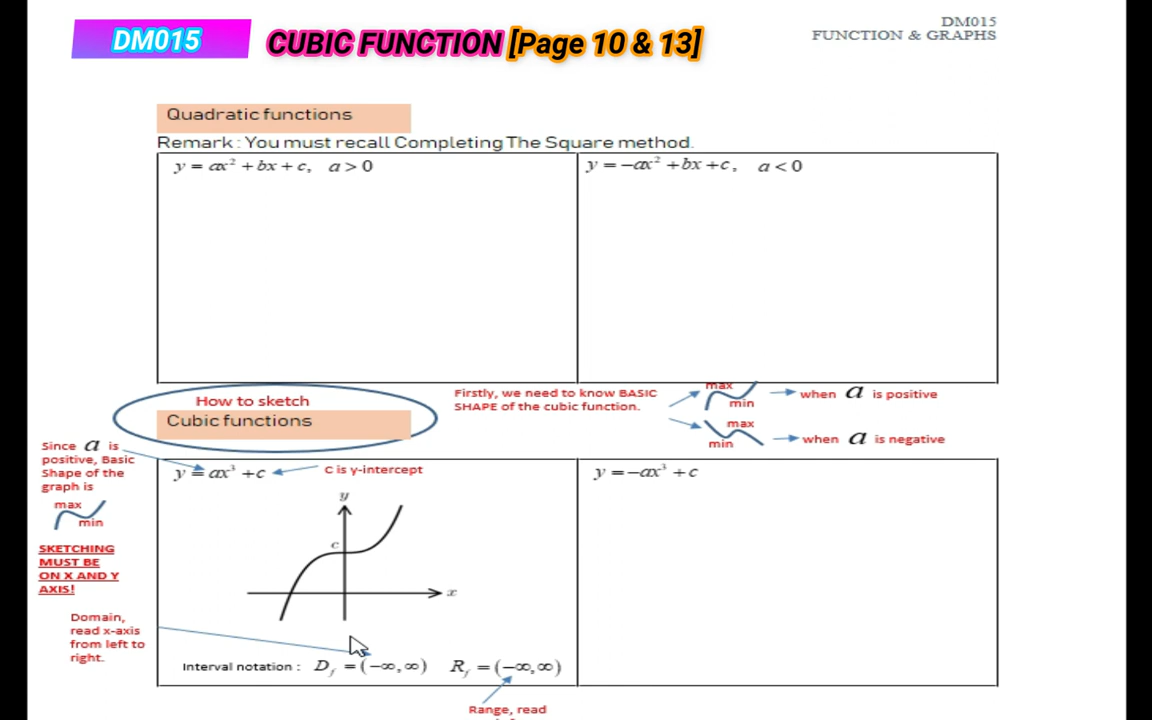 DM015
CUBIC FUNCTION [Page 10 & 13]
DM015
FUNCTION & GRAPHS
Quadratic functions
Remark : You must recall Completing The Square method.
y = ax² + bx + c, a > 0
y = −ax² + bx + c, a < 0
How to sketch
Cubic functions
Firstly, we need to know BASIC
SHAPE of the cubic function.
max
min
when a is positive
max
min
when a is negative
Since a is
positive, Basic
Shape of the
graph is
max
min
SKETCHING
MUST BE
ON X AND Y
AXIS!
Domain,
read x-axis
from left to
right.
y = ax³ + c
C is y-intercept
y
c
x
Interval notation : D_f = (−∞, ∞) R_f = (−∞, ∞)
y = −ax³ + c
Range, read